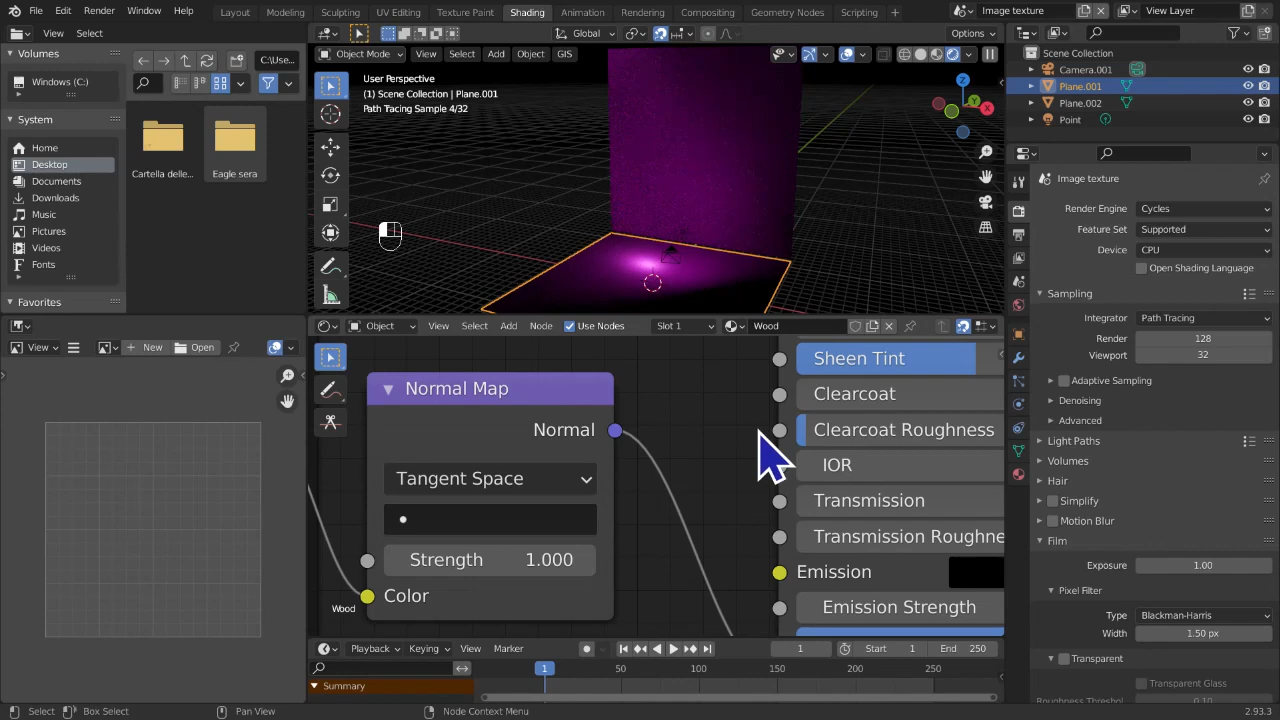 File Edit Render Window Help Layout Modeling Sculpting UV Editing Texture Paint Shading Animation Rendering Compositing Geometry Nodes Scripting + Image texture View Layer
View Select Global Options
Volumes C:\Use... Object Mode View Select Add Object GIS
Windows (C:)
User Perspective
(1) Scene Collection | Plane.001
Path Tracing Sample 4/32
Scene Collection
Camera.001
Plane.001
Plane.002
Point
System
Home
Desktop
Documents
Downloads
Music
Pictures
Videos
Fonts
Favorites
Cartella delle... Eagle sera
X
Y
Z
Image texture
Render Engine Cycles
Feature Set Supported
Device CPU
Open Shading Language
Sampling
Integrator Path Tracing
Render 128
Viewport 32
Adaptive Sampling
Denoising
Advanced
Light Paths
Volumes
Hair
Simplify
Motion Blur
Film
Exposure 1.00
Pixel Filter
Type Blackman-Harris
Width 1.50 px
Transparent
Transparent Glass
Roughness Threshol. 0.10
View + New Open
Object View Select Add Node Use Nodes Slot 1 Wood
Normal Map
Normal
Tangent Space
Strength 1.000
Color
Wood
Sheen Tint
Clearcoat
Clearcoat Roughness
IOR
Transmission
Transmission Roughne
Emission
Emission Strength
Playback Keying View Marker 1 Start 1 End 250
1 50 100 150 200 250
Summary
Select Box Select Pan View Node Context Menu 2.93.3